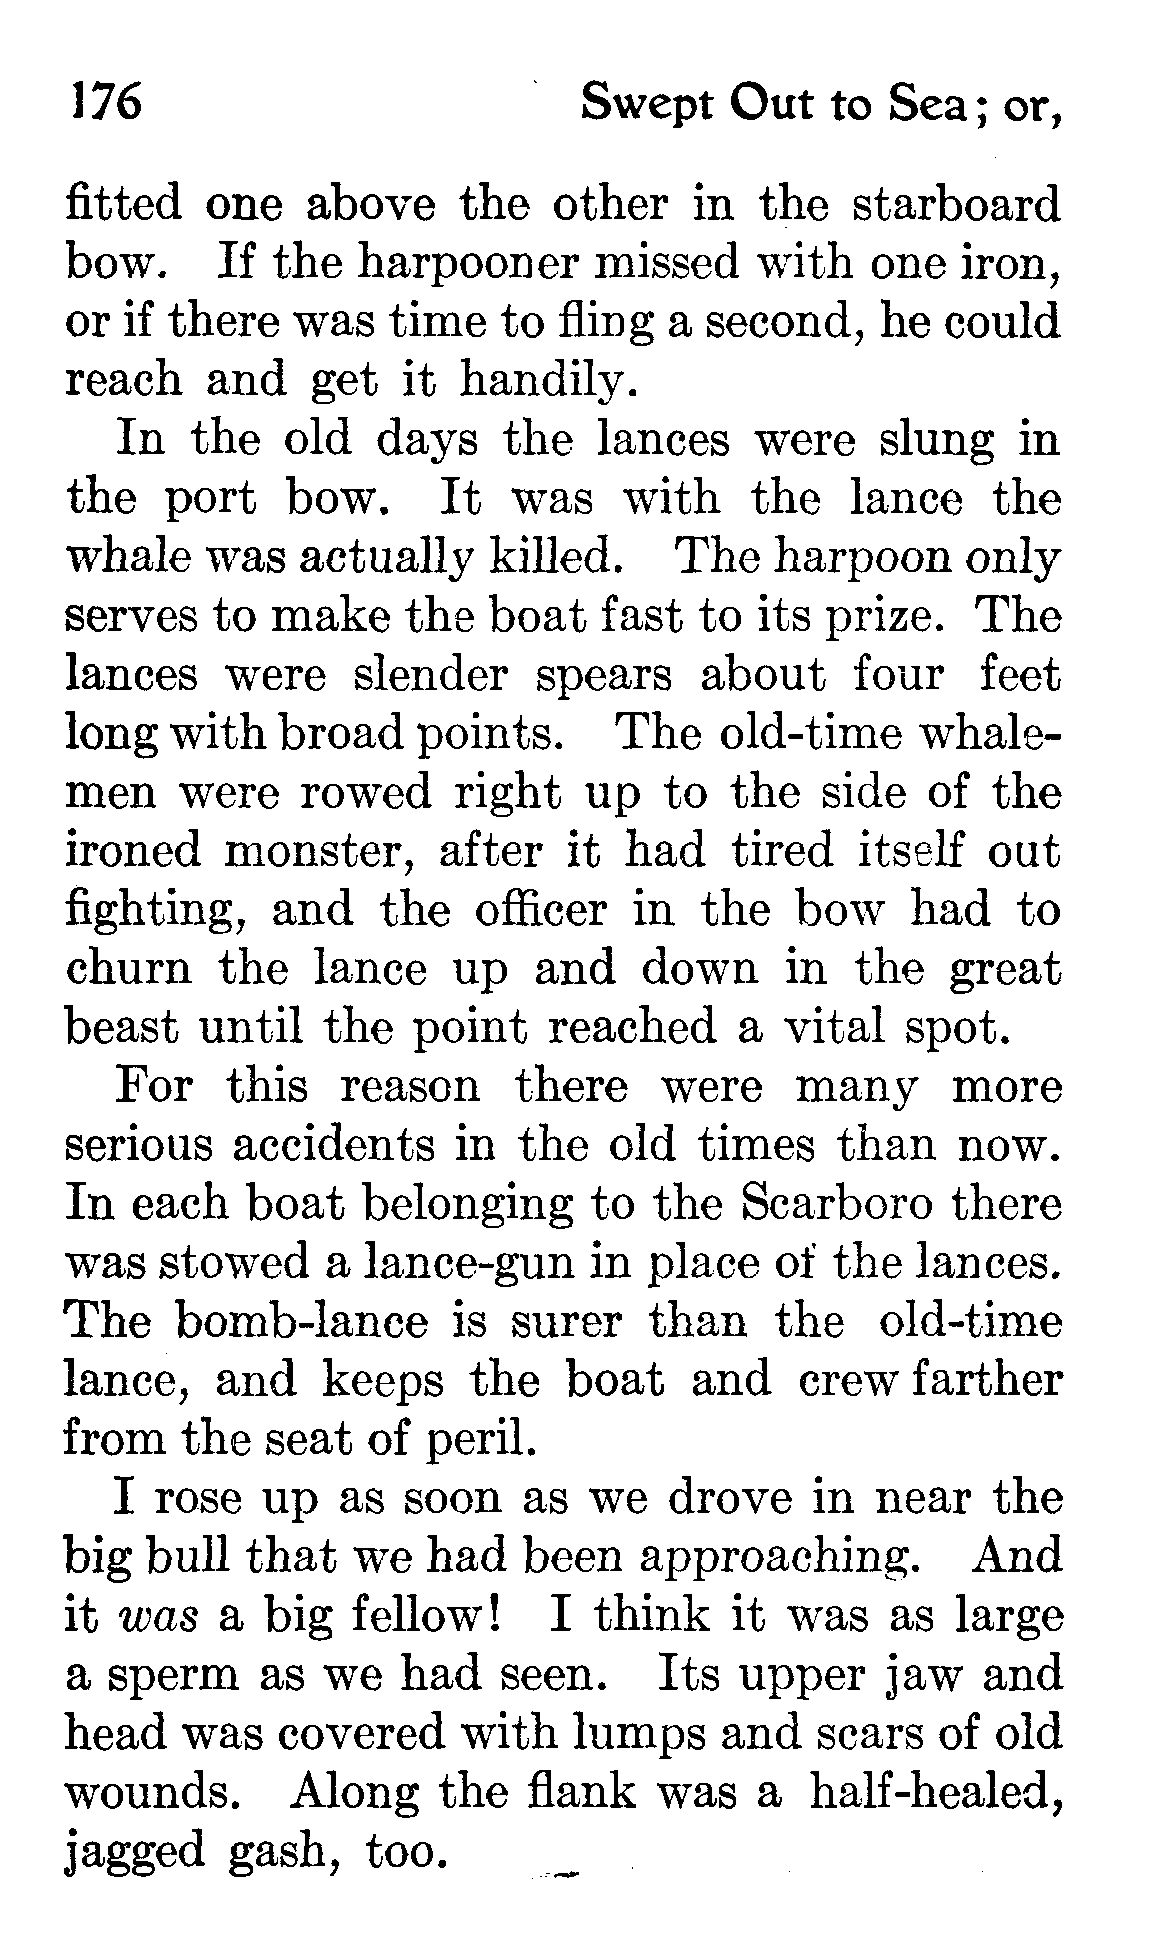 176 Swept Out to Sea; or,
fitted one above the other in the starboard
bow. If the harpooner missed with one iron,
or if there was time to fling a second, he could
reach and get it handily.
In the old days the lances were slung in
the port bow. It was with the lance the
whale was actually killed. The harpoon only
serves to make the boat fast to its prize. The
lances were slender spears about four feet
long with broad points. The old-time whale-
men were rowed right up to the side of the
ironed monster, after it had tired itself out
fighting, and the officer in the bow had to
churn the lance up and down in the great
beast until the point reached a vital spot.
For this reason there were many more
serious accidents in the old times than now.
In each boat belonging to the Scarboro there
was stowed a lance-gun in place of the lances.
The bomb-lance is surer than the old-time
lance, and keeps the boat and crew farther
from the seat of peril.
I rose up as soon as we drove in near the
big bull that we had been approaching. And
it was a big fellow! I think it was as large
a sperm as we had seen. Its upper jaw and
head was covered with lumps and scars of old
wounds. Along the flank was a half-healed,
jagged gash, too.